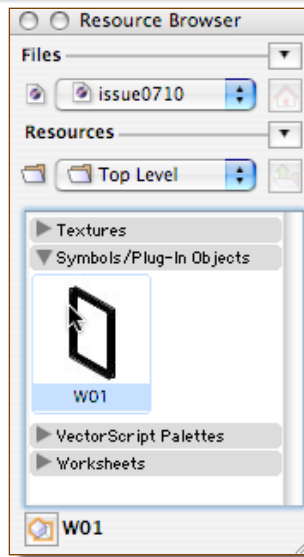 Resource Browser
Files
issue0710
Resources
Top Level
Textures
Symbols/Plug-In Objects
W01
VectorScript Palettes
Worksheets
W01